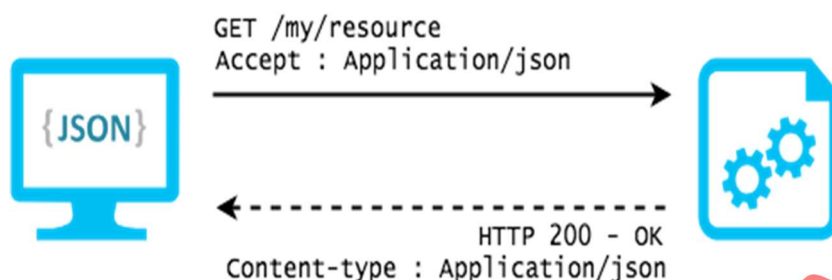 GET /my/resource
Accept : Application/json
{JSON}
HTTP 200 - OK
Content-type : Application/json